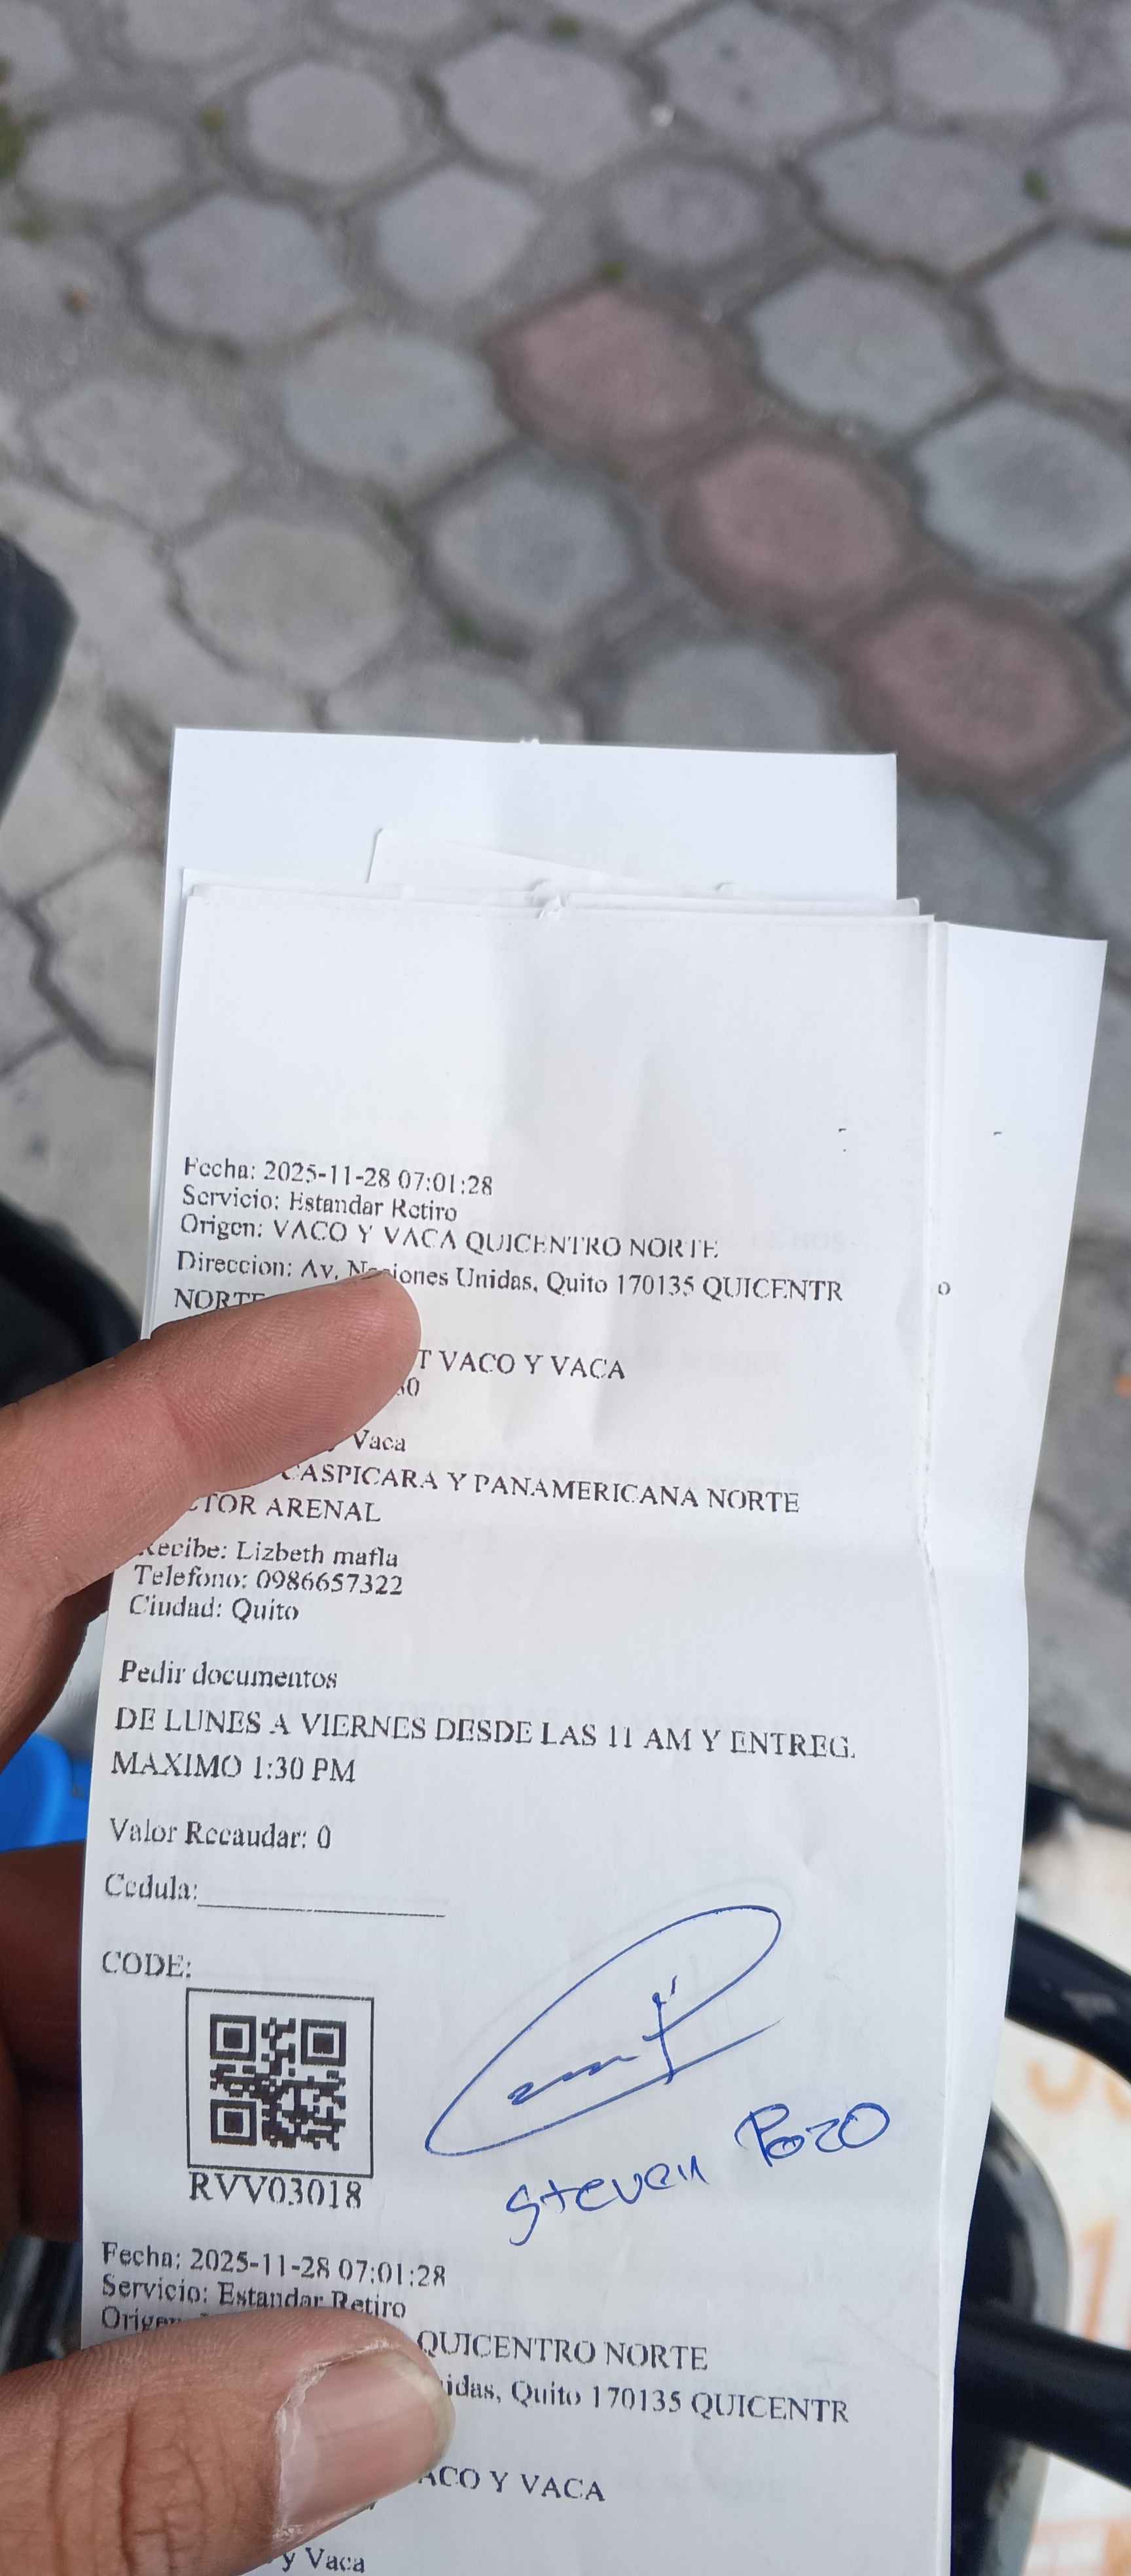 Fecha: 2025-11-28 07:01:28
Servicio: Estandar Retiro
Origen: VACO Y VACA QUICENTRO NORTE
Direccion: Av. Naciones Unidas, Quito 170135 QUICENTR
NORTE
VACO Y VACA
Vaca
CASPICARA Y PANAMERICANA NORTE
ARENAL
Recibe: Lizbeth mafla
Telefono: 0986657322
Ciudad: Quito
Pedir documentos
DE LUNES A VIERNES DESDE LAS 11 AM Y ENTREG.
MAXIMO 1:30 PM
Valor Recaudar: 0
Cedula:
CODE:
RVV03018
Steven Pozo
Fecha: 2025-11-28 07:01:28
Servicio: Estandar Retiro
QUICENTRO NORTE
Quito 170135 QUICENTR
Y VACA
y Vaca